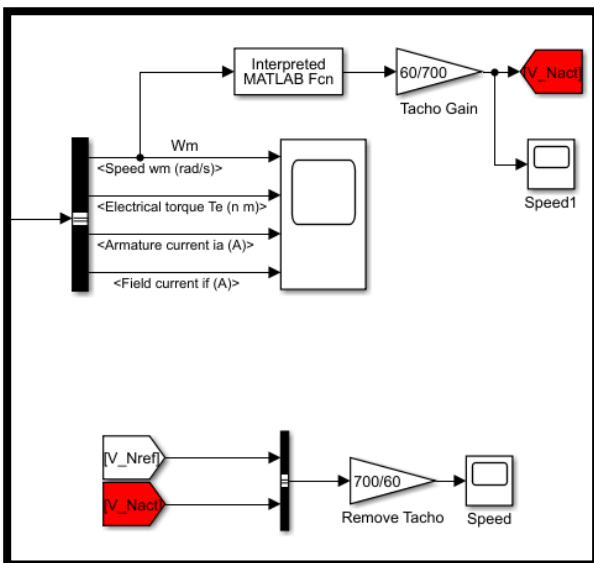 Interpreted
MATLAB Fcn
60/700
[V_Nact]
Tacho Gain
Wm
<Speed wm (rad/s)>
Speed1
<Electrical torque Te (n m)>
<Armature current ia (A)>
<Field current if (A)>
[V_Nref]
[V_Nact]
700/60
Remove Tacho
Speed